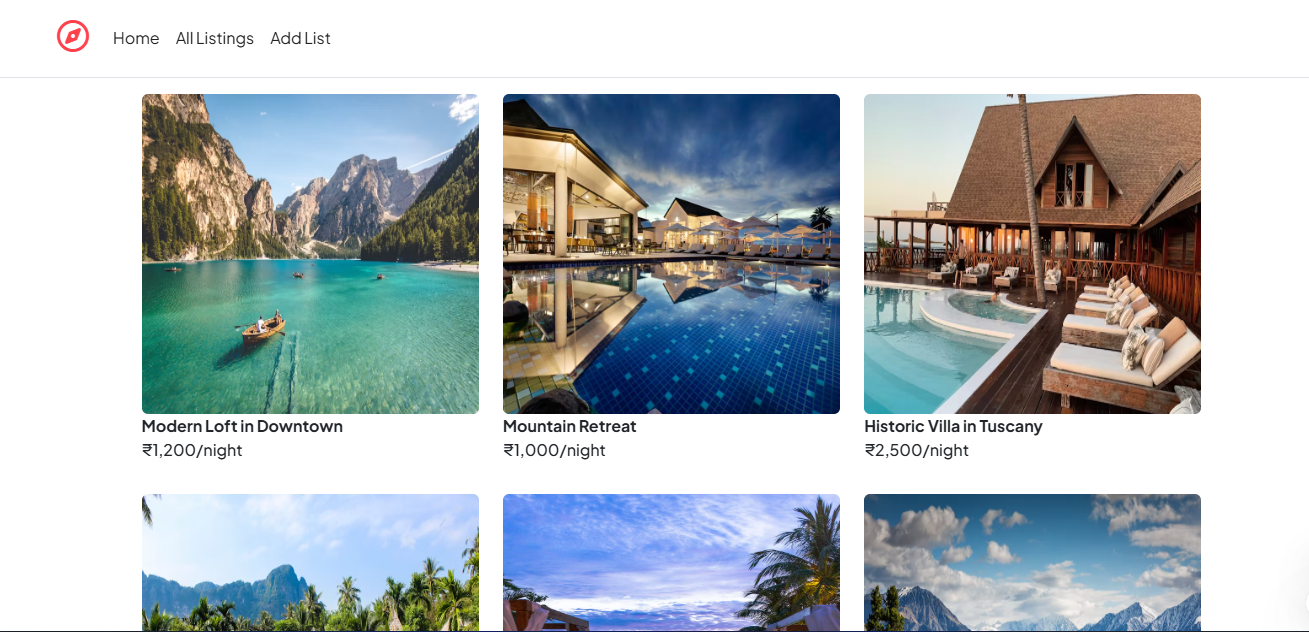 Home All Listings Add List
Modern Loft in Downtown
₹1,200/night
Mountain Retreat
₹1,000/night
Historic Villa in Tuscany
₹2,500/night